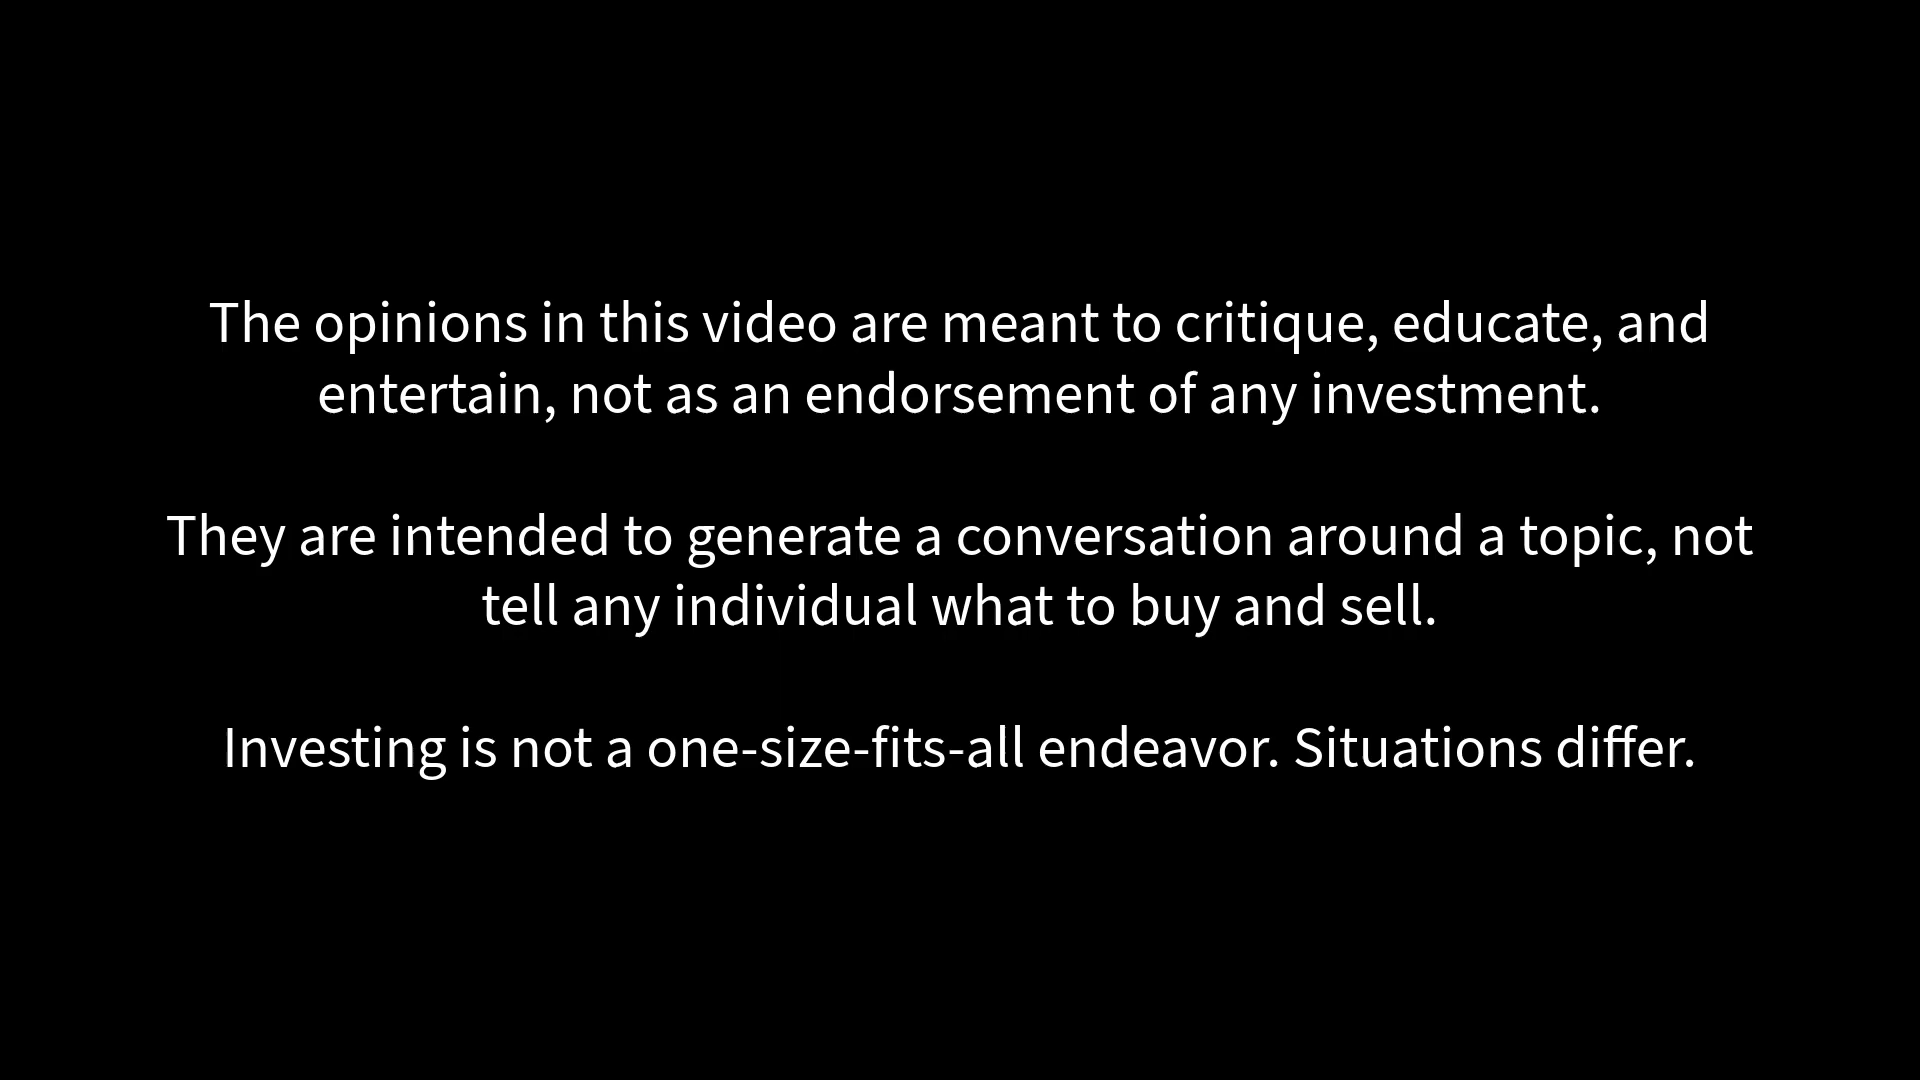 The opinions in this video are meant to critique, educate, and
entertain, not as an endorsement of any investment.
They are intended to generate a conversation around a topic, not
tell any individual what to buy and sell.
Investing is not a one-size-fits-all endeavor. Situations differ.